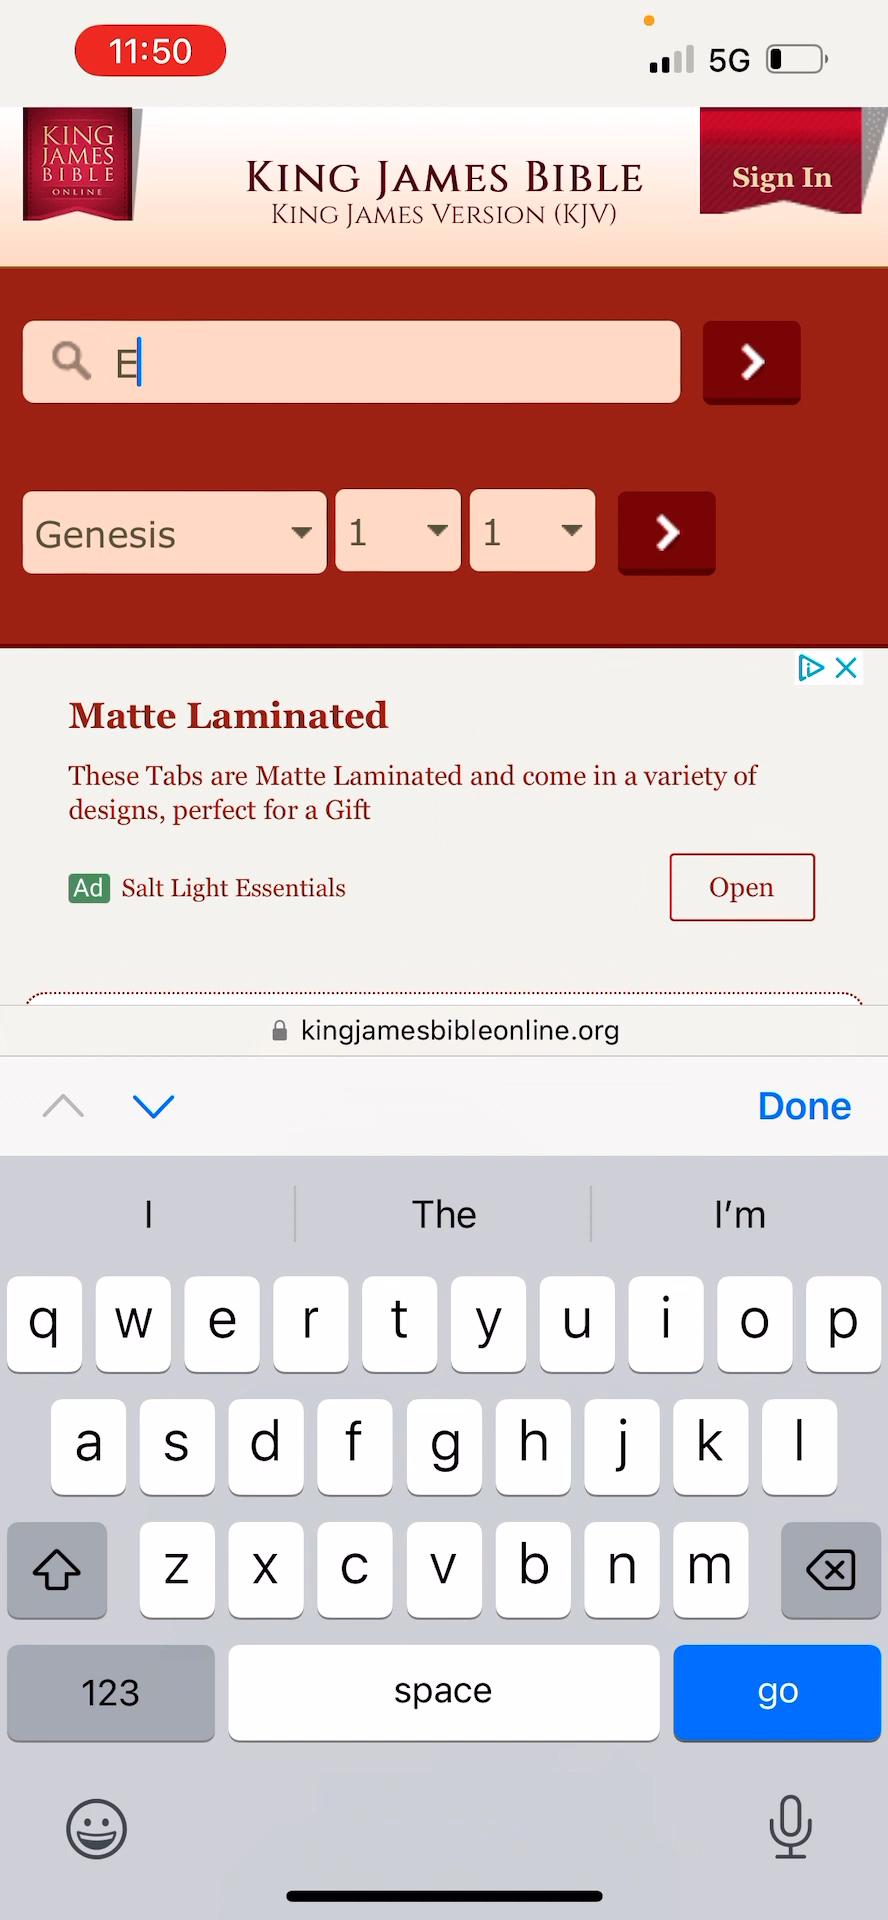 11:50
5G
KING
JAMES
BIBLE
ONLINE
KING JAMES BIBLE
KING JAMES VERSION (KJV)
Sign In
E
Genesis
1
1
Matte Laminated
These Tabs are Matte Laminated and come in a variety of
designs, perfect for a Gift
Ad Salt Light Essentials
Open
kingjamesbibleonline.org
Done
I The I'm
q w e r t y u i o p
a s d f g h j k l
z x c v b n m
123 space go